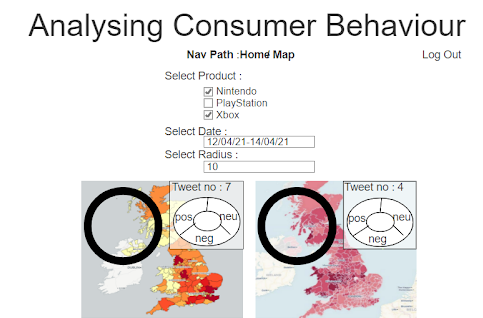 Analysing Consumer Behaviour
Nav Path :Home/ Map
Log Out
Select Product :
Nintendo
PlayStation
Xbox
Select Date :
12/04/21-14/04/21
Select Radius :
10
Tweet no : 7
pos
neu
neg
Tweet no : 4
pos
neu
neg